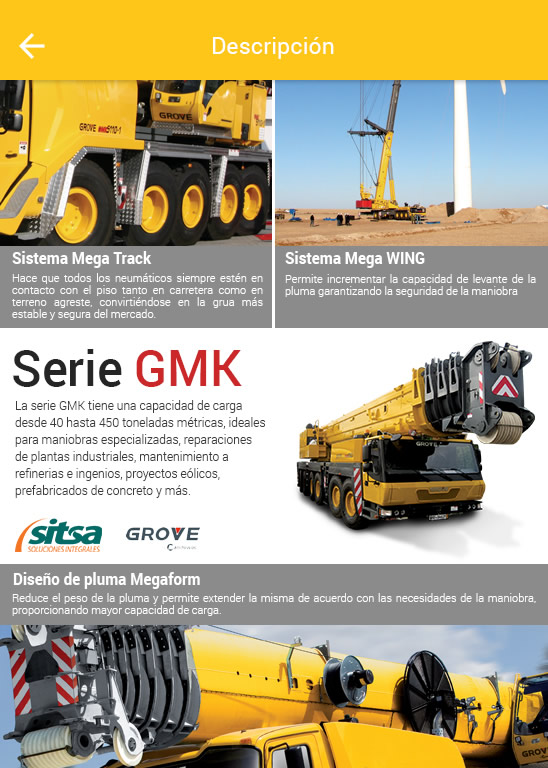 Descripción
GROVE GMK5110-1
GROVE
Sistema Mega Track
Hace que todos los neumáticos siempre estén en
contacto con el piso tanto en carretera como en
terreno agreste, convirtiéndose en la grua más
estable y segura del mercado.
Sistema Mega WING
Permite incrementar la capacidad de levante de la
pluma garantizando la seguridad de la maniobra
Serie GMK
La serie GMK tiene una capacidad de carga
desde 40 hasta 450 toneladas métricas, ideales
para maniobras especializadas, reparaciones
de plantas industriales, mantenimiento a
refinerias e ingenios, proyectos eólicos,
prefabricados de concreto y más.
GROVE
sitsa
SOLUCIONES INTEGRALES
GROVE
Diseño de pluma Megaform
Reduce el peso de la pluma y permite extender la misma de acuerdo con las necesidades de la maniobra,
proporcionando mayor capacidad de carga.